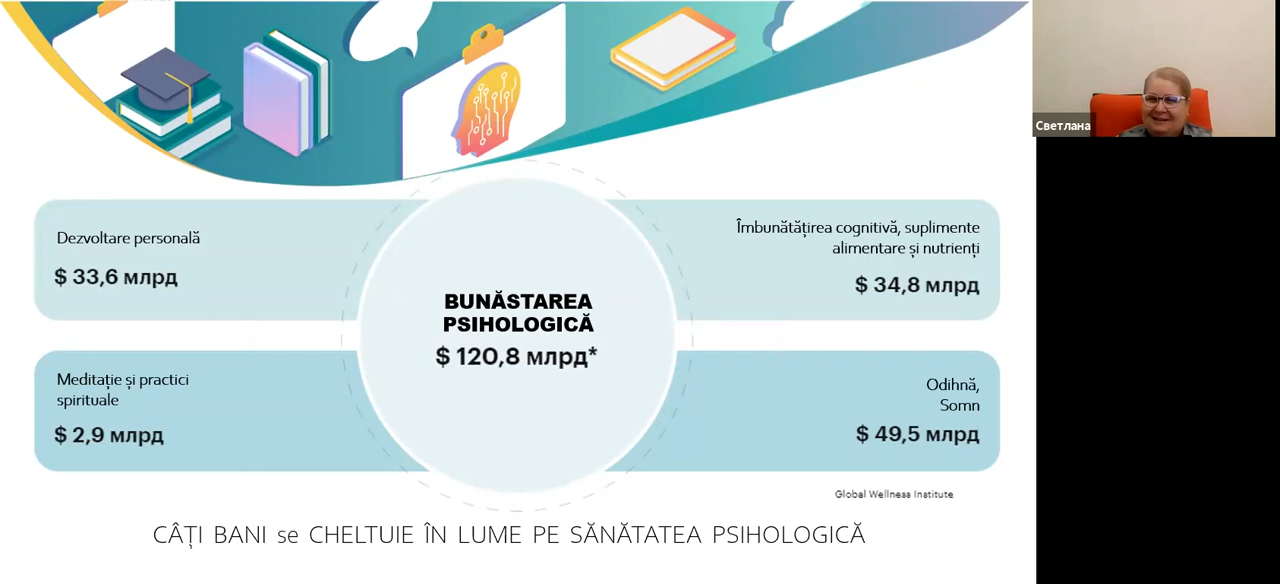 Светлана
Dezvoltare personală
$ 33,6 млрд
Îmbunătățirea cognitivă, suplimente
alimentare și nutrienți
$ 34,8 млрд
BUNĂSTAREA
PSIHOLOGICĂ
$ 120,8 млрд*
Meditație și practici
spirituale
$ 2,9 млрд
Odihnă,
Somn
$ 49,5 млрд
Global Wellness Institute
CÂȚI BANI se CHELTUIE ÎN LUME PE SĂNĂTATEA PSIHOLOGICĂ